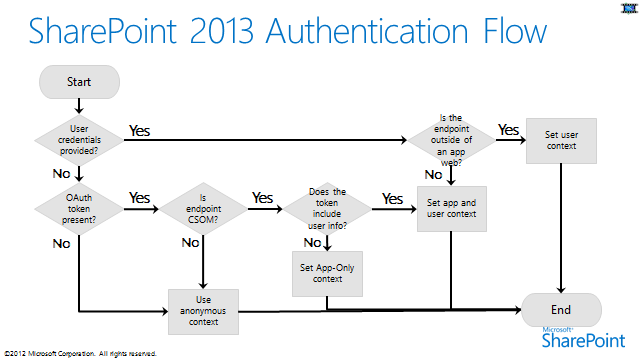 SharePoint 2013 Authentication Flow
Start
User
credentials
provided?
Yes
Is the
endpoint
outside of
an app
web?
Yes
Set user
context
No
No
OAuth
token
present?
Yes
Is
endpoint
CSOM?
Yes
Does the
token
include
user info?
Yes
Set app and
user context
No
No
No
Set App-Only
context
Use
anonymous
context
End
Microsoft®
SharePoint
©2012 Microsoft Corporation. All rights reserved.